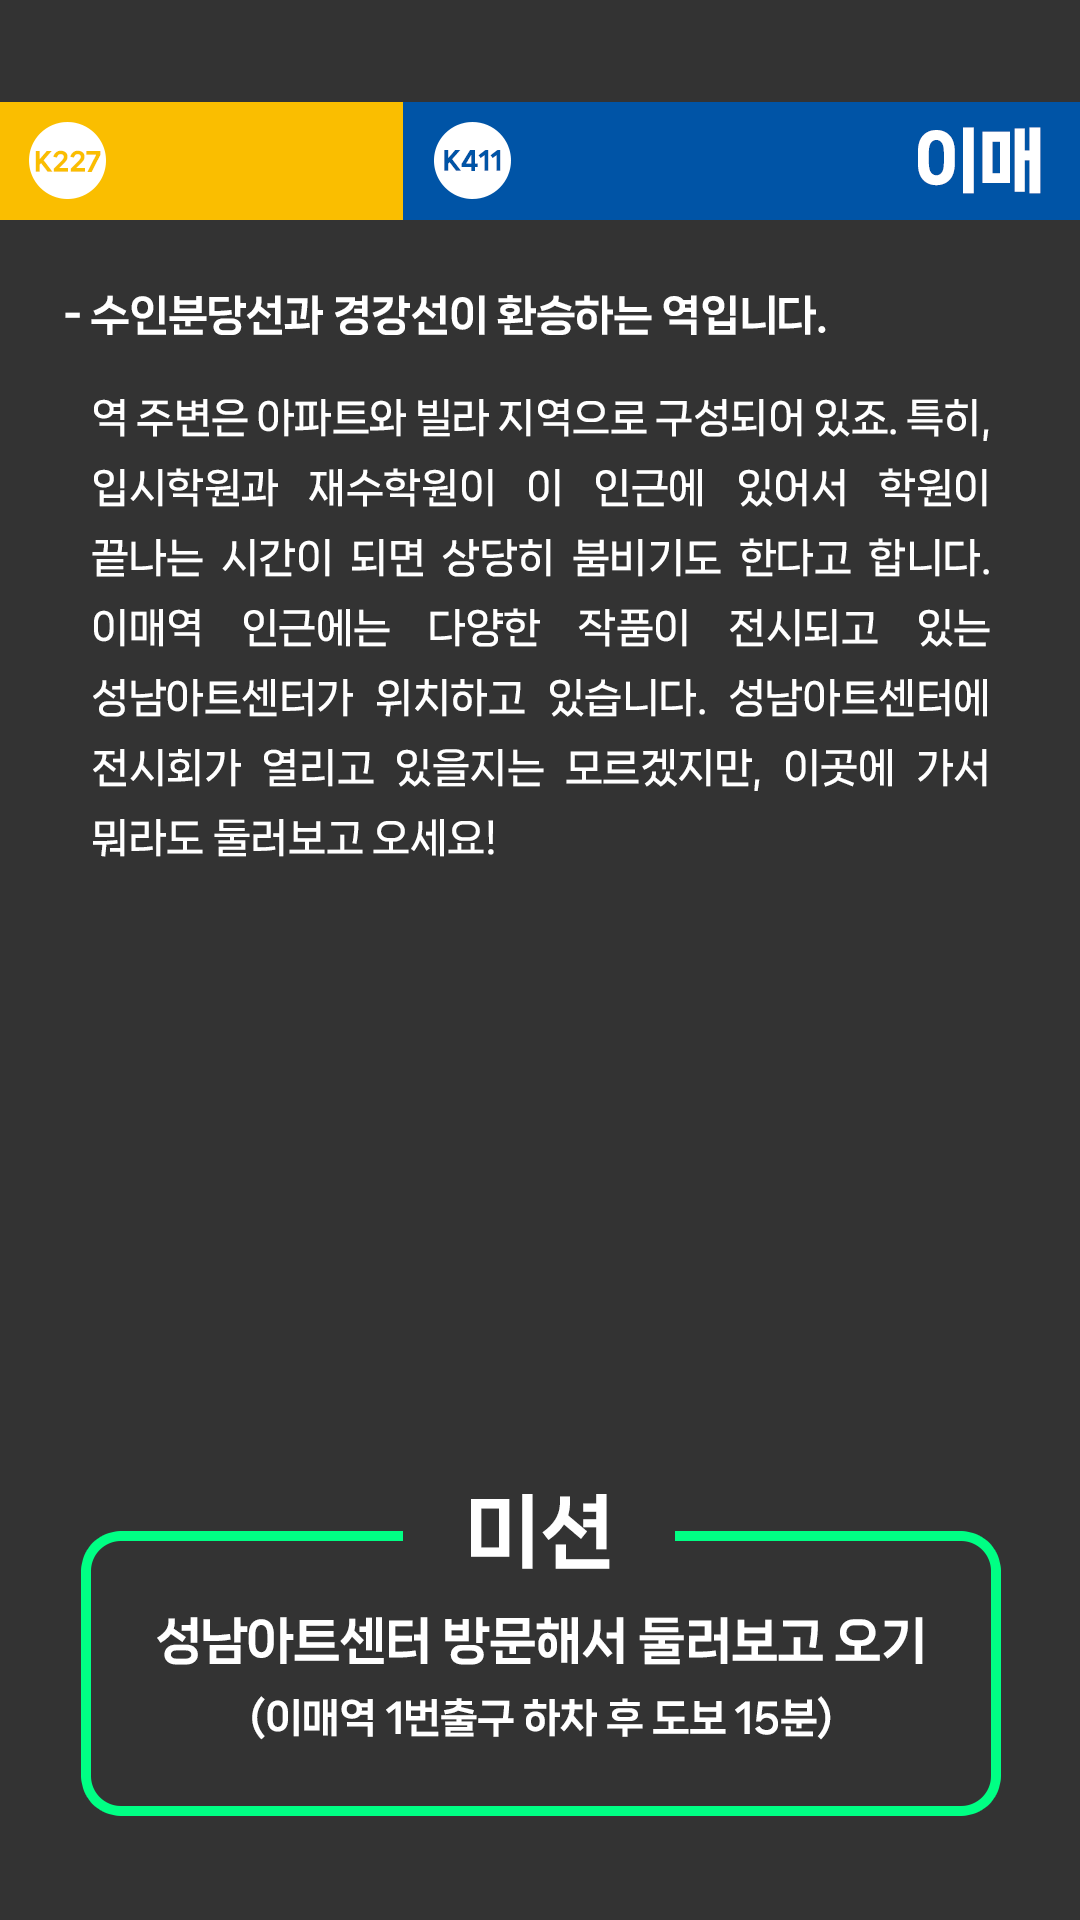 K227 K411 이매
- 수인분당선과 경강선이 환승하는 역입니다.
역 주변은 아파트와 빌라 지역으로 구성되어 있죠. 특히,
입시학원과 재수학원이 이 인근에 있어서 학원이
끝나는 시간이 되면 상당히 붐비기도 한다고 합니다.
이매역 인근에는 다양한 작품이 전시되고 있는
성남아트센터가 위치하고 있습니다. 성남아트센터에
전시회가 열리고 있을지는 모르겠지만, 이곳에 가서
뭐라도 둘러보고 오세요!
미션
성남아트센터 방문해서 둘러보고 오기
(이매역 1번출구 하차 후 도보 15분)